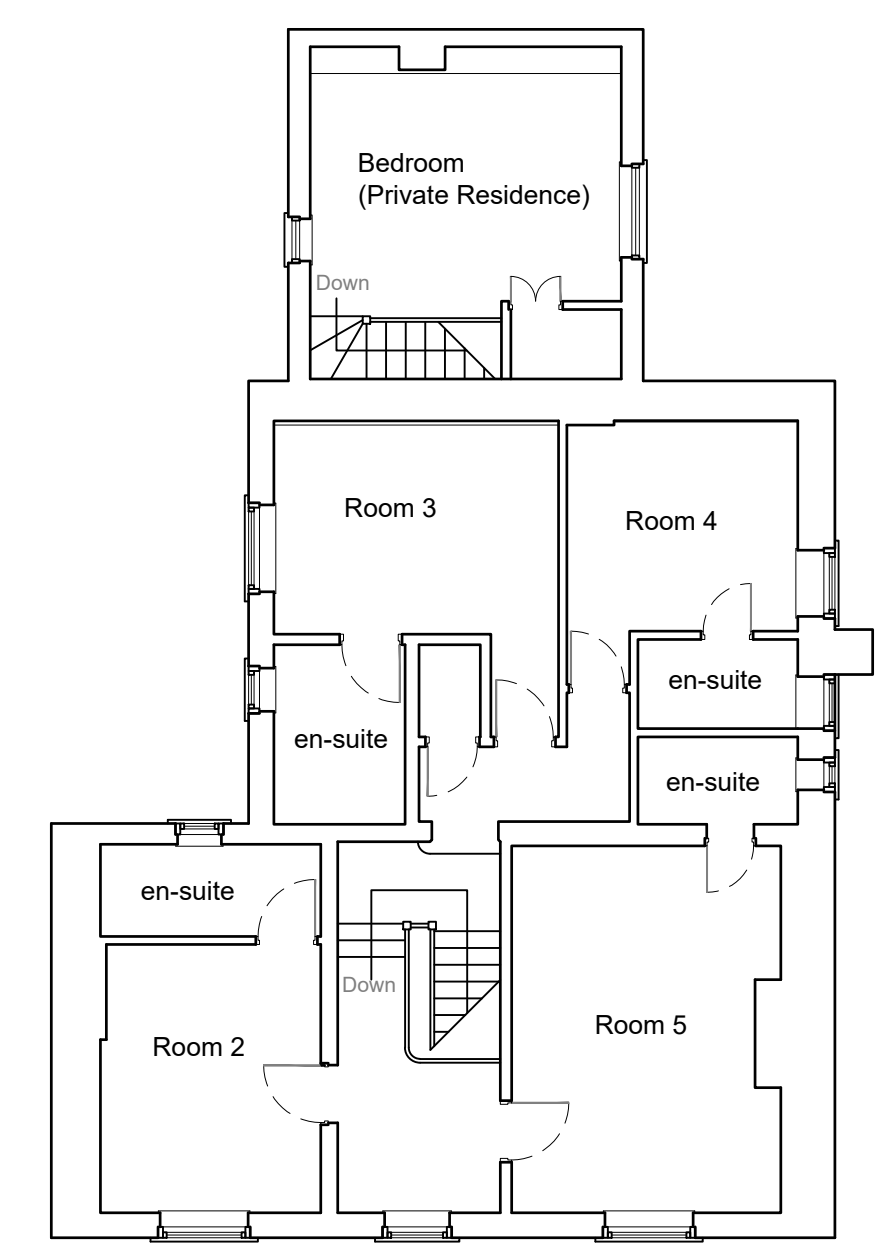 Bedroom
(Private Residence)
Down
Room 3
Room 4
en-suite
en-suite
en-suite
en-suite
Down
Room 5
Room 2